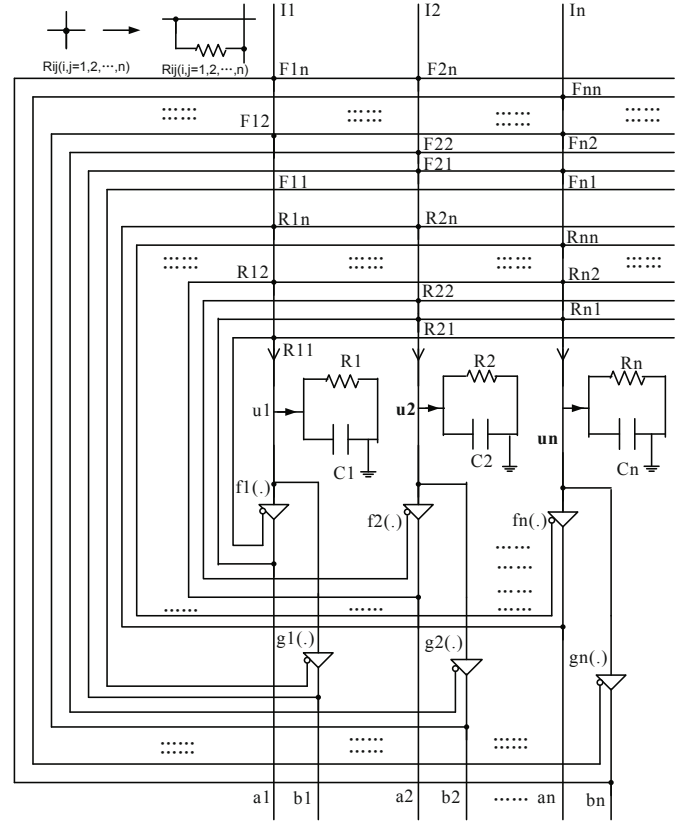 I1 I2 In
Rij(i,j=1,2,⋯,n) Rij(i,j=1,2,⋯,n)
F1n F2n
Fnn
...... ...... ...... ......
F12
F22 Fn2
F21
F11 Fn1
R1n R2n
Rnn
...... ...... ...... ......
R12 Rn2
R22
Rn1
R21
R11
R1 R2 Rn
u1 u2
un
C1 C2 Cn
f1(.) f2(.) fn(.)
......
......
......
...... ...... ......
g1(.) g2(.)
gn(.)
...... ...... ......
...... ...... ......
a1 b1 a2 b2 ...... an bn